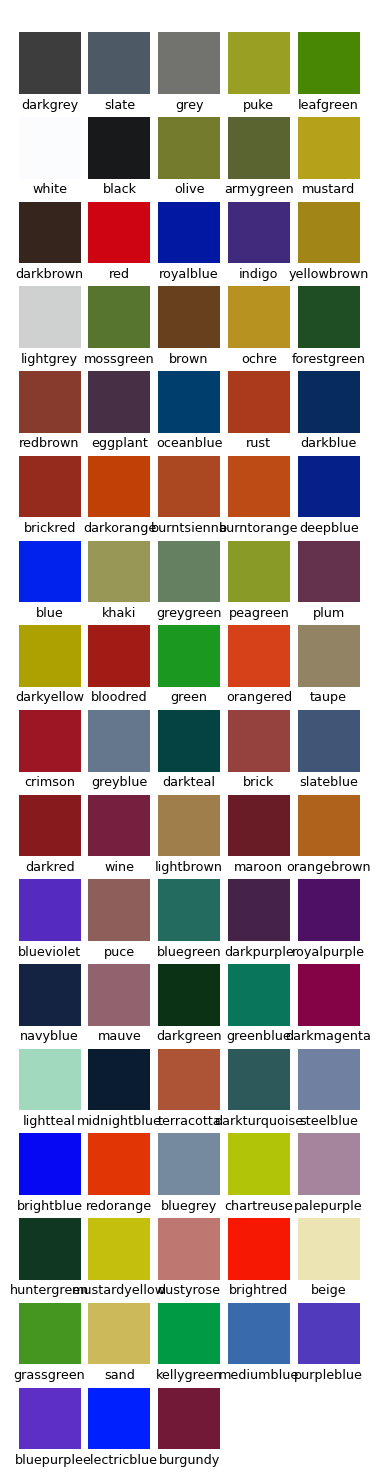 darkgrey slate grey puke leafgreen
white black olive armygreen mustard
darkbrown red royalblue indigo yellowbrown
lightgrey mossgreen brown ochre forestgreen
redbrown eggplant oceanblue rust darkblue
brickred darkorange burntsienna burntorange deepblue
blue khaki greygreen peagreen plum
darkyellow bloodred green orangered taupe
crimson greyblue darkteal brick slateblue
darkred wine lightbrown maroon orangebrown
blueviolet puce bluegreen darkpurple royalpurple
navyblue mauve darkgreen greenblue darkmagenta
lightteal midnightblue terracotta darkturquoise steelblue
brightblue redorange bluegrey chartreuse palepurple
huntergreen mustardyellow dustyrose brightred beige
grassgreen sand kellygreen mediumblue purpleblue
bluepurple electricblue burgundy